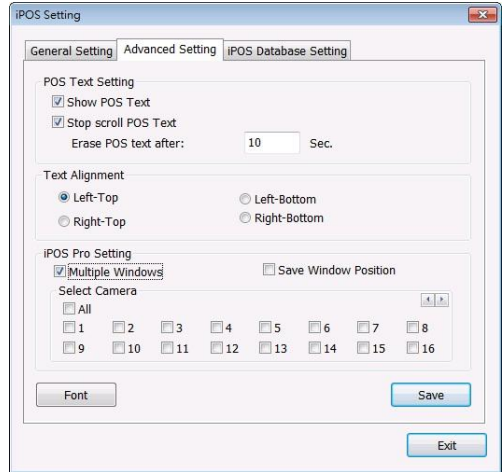 iPOS Setting
General Setting Advanced Setting iPOS Database Setting
POS Text Setting
Show POS Text
Stop scroll POS Text
Erase POS text after: 10 Sec.
Text Alignment
Left-Top Left-Bottom
Right-Top Right-Bottom
iPOS Pro Setting
Multiple Windows Save Window Position
Select Camera
All
1 2 3 4 5 6 7 8
9 10 11 12 13 14 15 16
Font Save
Exit